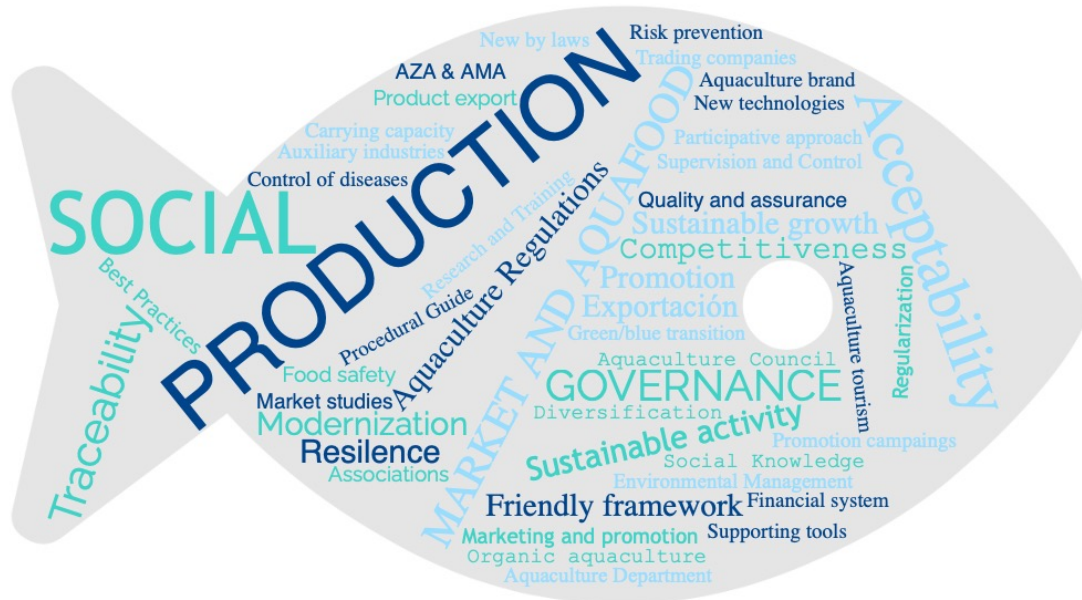 New by laws
Risk prevention
Trading companies
AZA & AMA
Aquaculture brand
Product export
New technologies
Carrying capacity
Auxiliary industries
Participative approach
Supervision and Control
Control of diseases
PRODUCTION
Research and Training
Aquaculture Regulations
MARKET AND AQUAFOOD
Acceptability
Quality and assurance
Sustainable growth
Competitiveness
SOCIAL
Best Practices
Traceability
Promotion
Exportación
Green/blue transition
Aquaculture tourism
Regularization
Procedural Guide
Aquaculture Council
Food safety
GOVERNANCE
Market studies
Modernization
Diversification
Sustainable activity
Resilence
Promotion campaings
Associations
Social Knowledge
Environmental Management
Friendly framework
Financial system
Marketing and promotion
Supporting tools
Organic aquaculture
Aquaculture Department